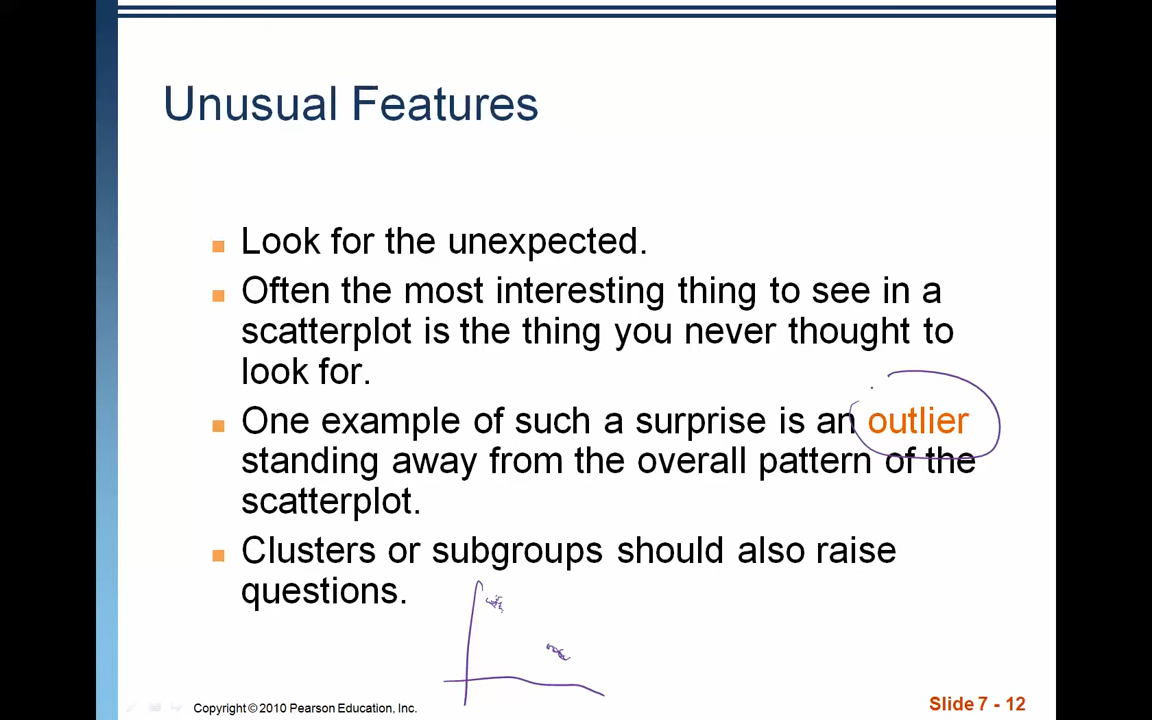 Unusual Features
Look for the unexpected.
Often the most interesting thing to see in a
scatterplot is the thing you never thought to
look for.
One example of such a surprise is an outlier
standing away from the overall pattern of the
scatterplot.
Clusters or subgroups should also raise
questions.
Copyright © 2010 Pearson Education, Inc.
Slide 7 - 12